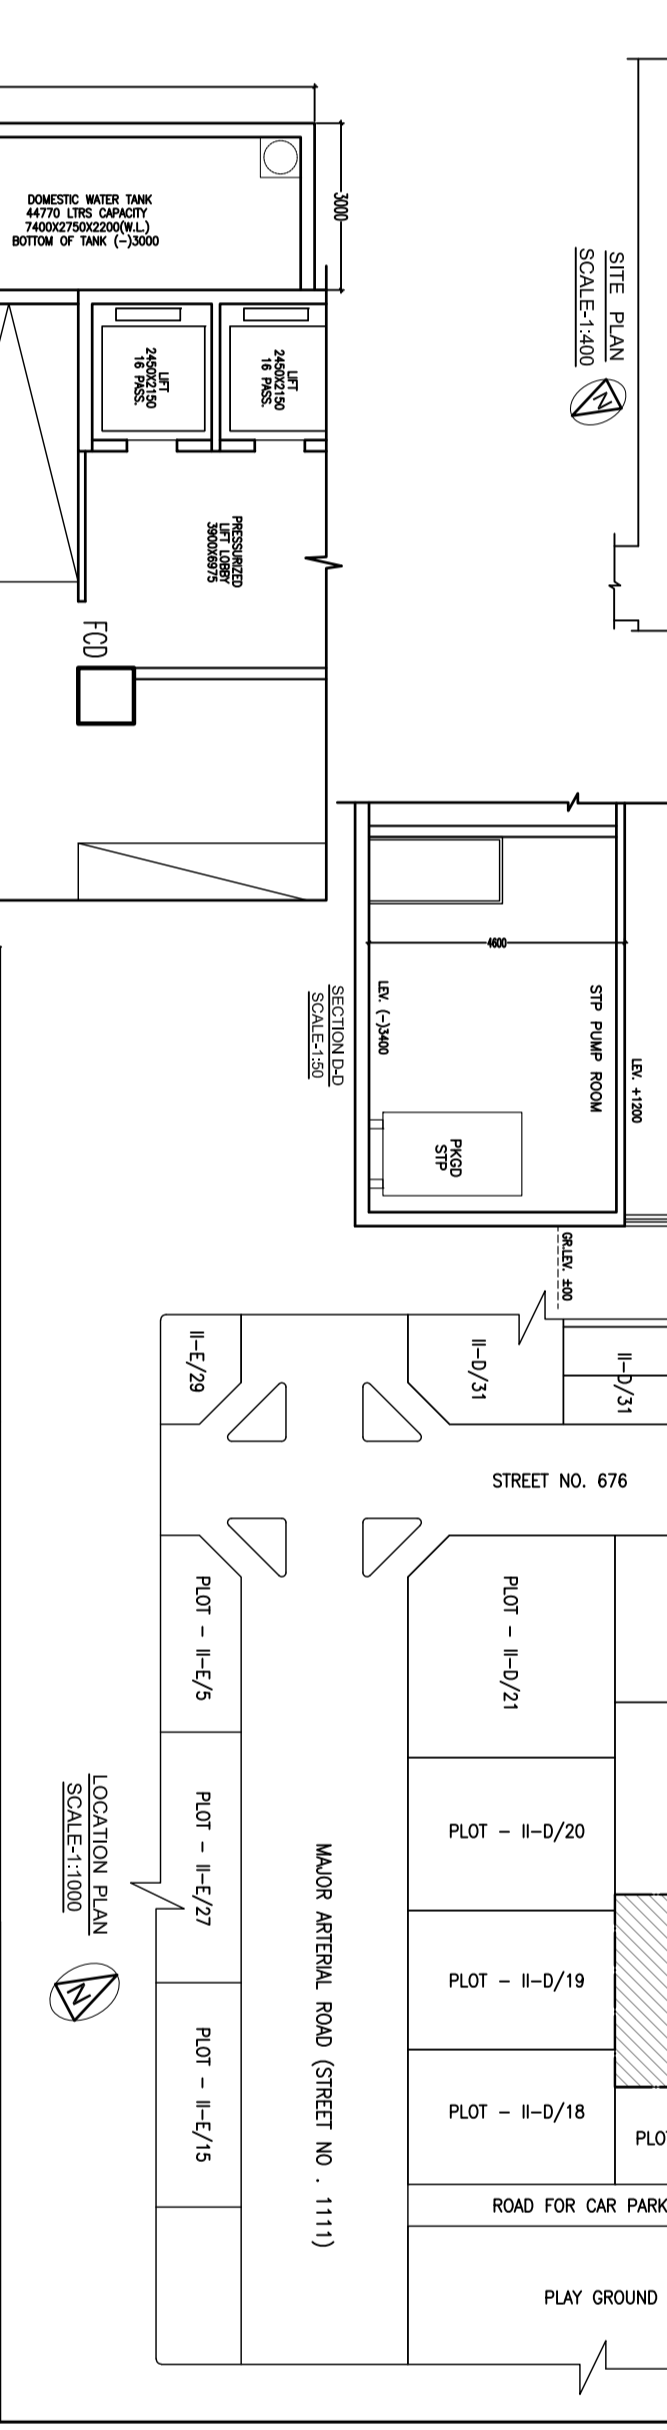 SITE PLAN
SCALE-1:400
N
3000
DOMESTIC WATER TANK
44770 LTRS CAPACITY
7400X2750X2200(W.L.)
BOTTOM OF TANK (-)3000
LIFT
2450X2150
16 PASS.
LIFT
2450X2150
16 PASS.
PRESSURIZED
LIFT LOBBY
3900X6975
FCD
LEV. +1200
STP PUMP ROOM
4600
LEV. (-)3400
PKGD
STP
SECTION D-D
SCALE-1:50
GR.LEV. ±00
II-E/29
II-D/31
II-D/31
STREET NO. 676
PLOT - II-E/5
PLOT - II-D/21
PLOT - II-E/27
PLOT - II-D/20
PLOT - II-D/19
PLOT - II-E/15
PLOT - II-D/18
PLO
MAJOR ARTERIAL ROAD (STREET NO . 1111)
ROAD FOR CAR PARK
PLAY GROUND
LOCATION PLAN
SCALE-1:1000
N